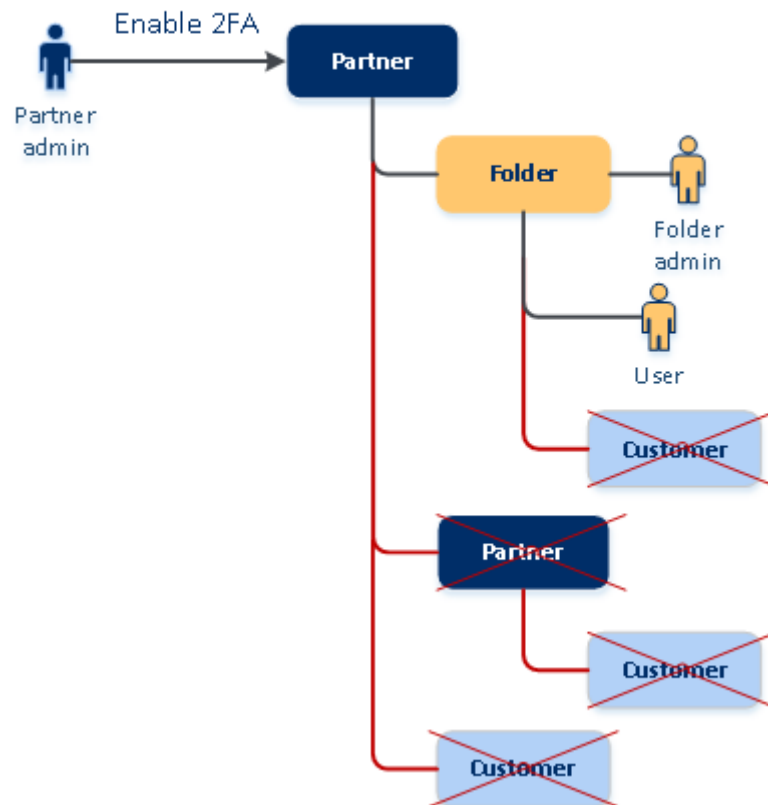 Enable 2FA
Partner
Partner
admin
Folder
Folder
admin
User
Customer
Partner
Customer
Customer